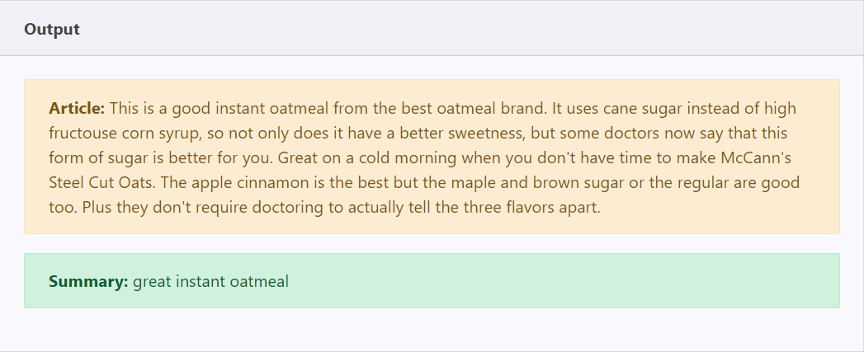 Output
Article: This is a good instant oatmeal from the best oatmeal brand. It uses cane sugar instead of high
fructouse corn syrup, so not only does it have a better sweetness, but some doctors now say that this
form of sugar is better for you. Great on a cold morning when you don't have time to make McCann's
Steel Cut Oats. The apple cinnamon is the best but the maple and brown sugar or the regular are good
too. Plus they don't require doctoring to actually tell the three flavors apart.
Summary: great instant oatmeal